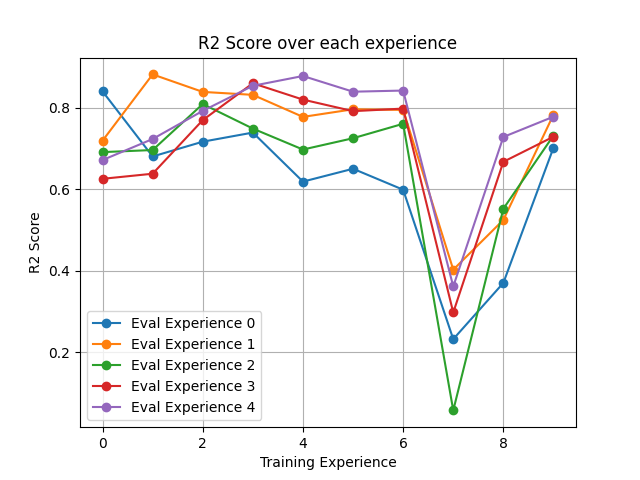 R2 Score over each experience
R2 Score
0.8
0.6
0.4
0.2
Eval Experience 0
Eval Experience 1
Eval Experience 2
Eval Experience 3
Eval Experience 4
0 2 4 6 8
Training Experience